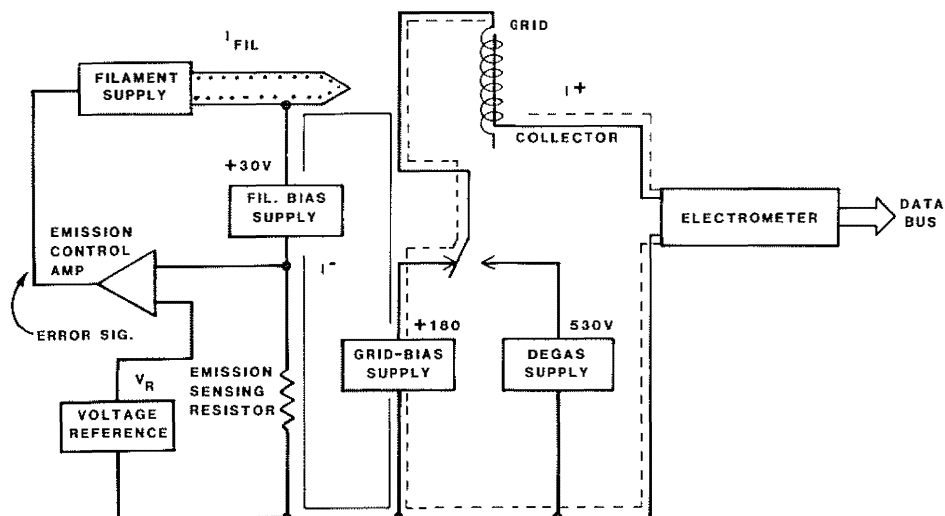 I FIL
GRID
FILAMENT
SUPPLY
I+
COLLECTOR
+30V
FIL. BIAS
SUPPLY
ELECTROMETER
DATA
BUS
EMISSION
CONTROL
AMP
I-
ERROR SIG.
+180
530V
GRID-BIAS
SUPPLY
DEGAS
SUPPLY
EMISSION
SENSING
RESISTOR
VR
VOLTAGE
REFERENCE